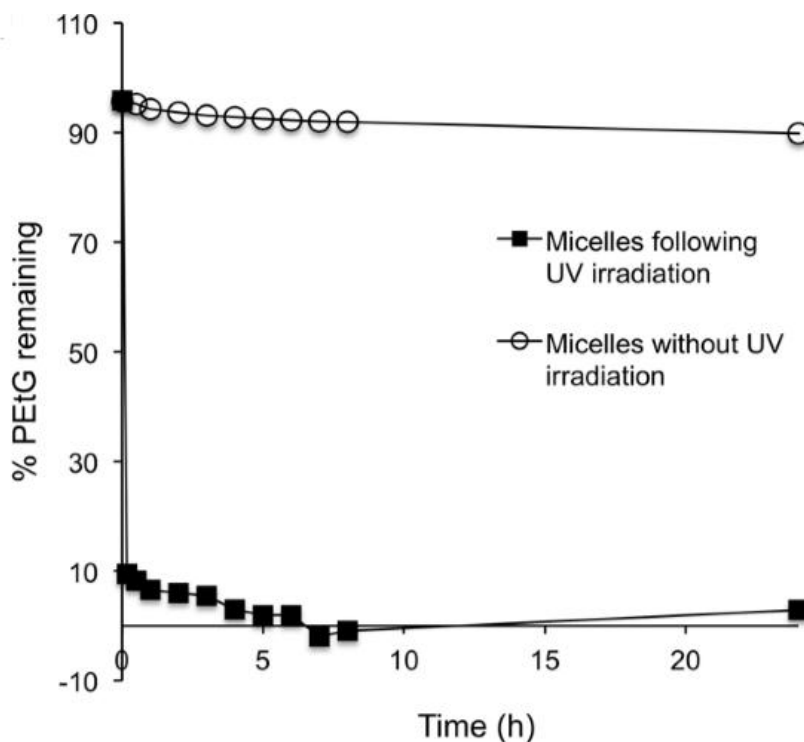 110
90
70
50
30
10
-10
% PEtG remaining
0
5
10
15
20
Time (h)
Micelles following
UV irradiation
Micelles without UV
irradiation